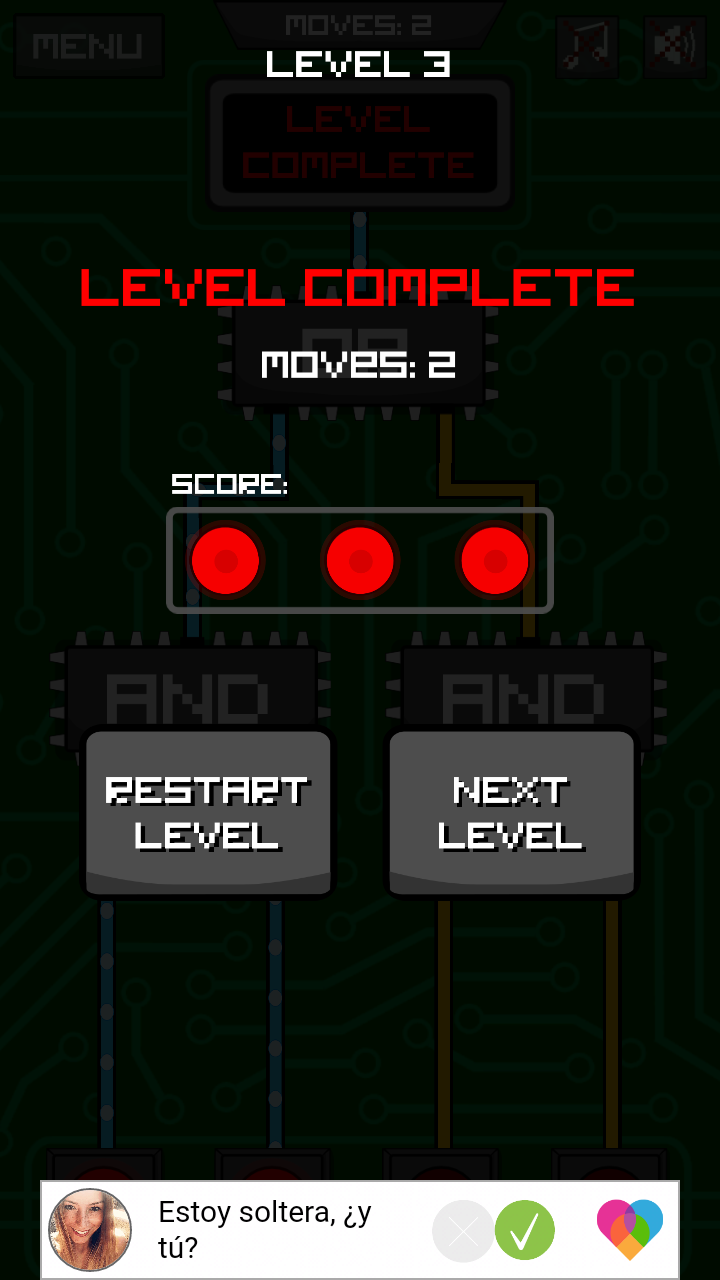 MOVES: 2
MENU
LEVEL 3
LEVEL
COMPLETE
LEVEL COMPLETE
OR
MOVES: 2
SCORE:
AND AND
RESTART
LEVEL
NEXT
LEVEL
Estoy soltera, ¿y
tú?